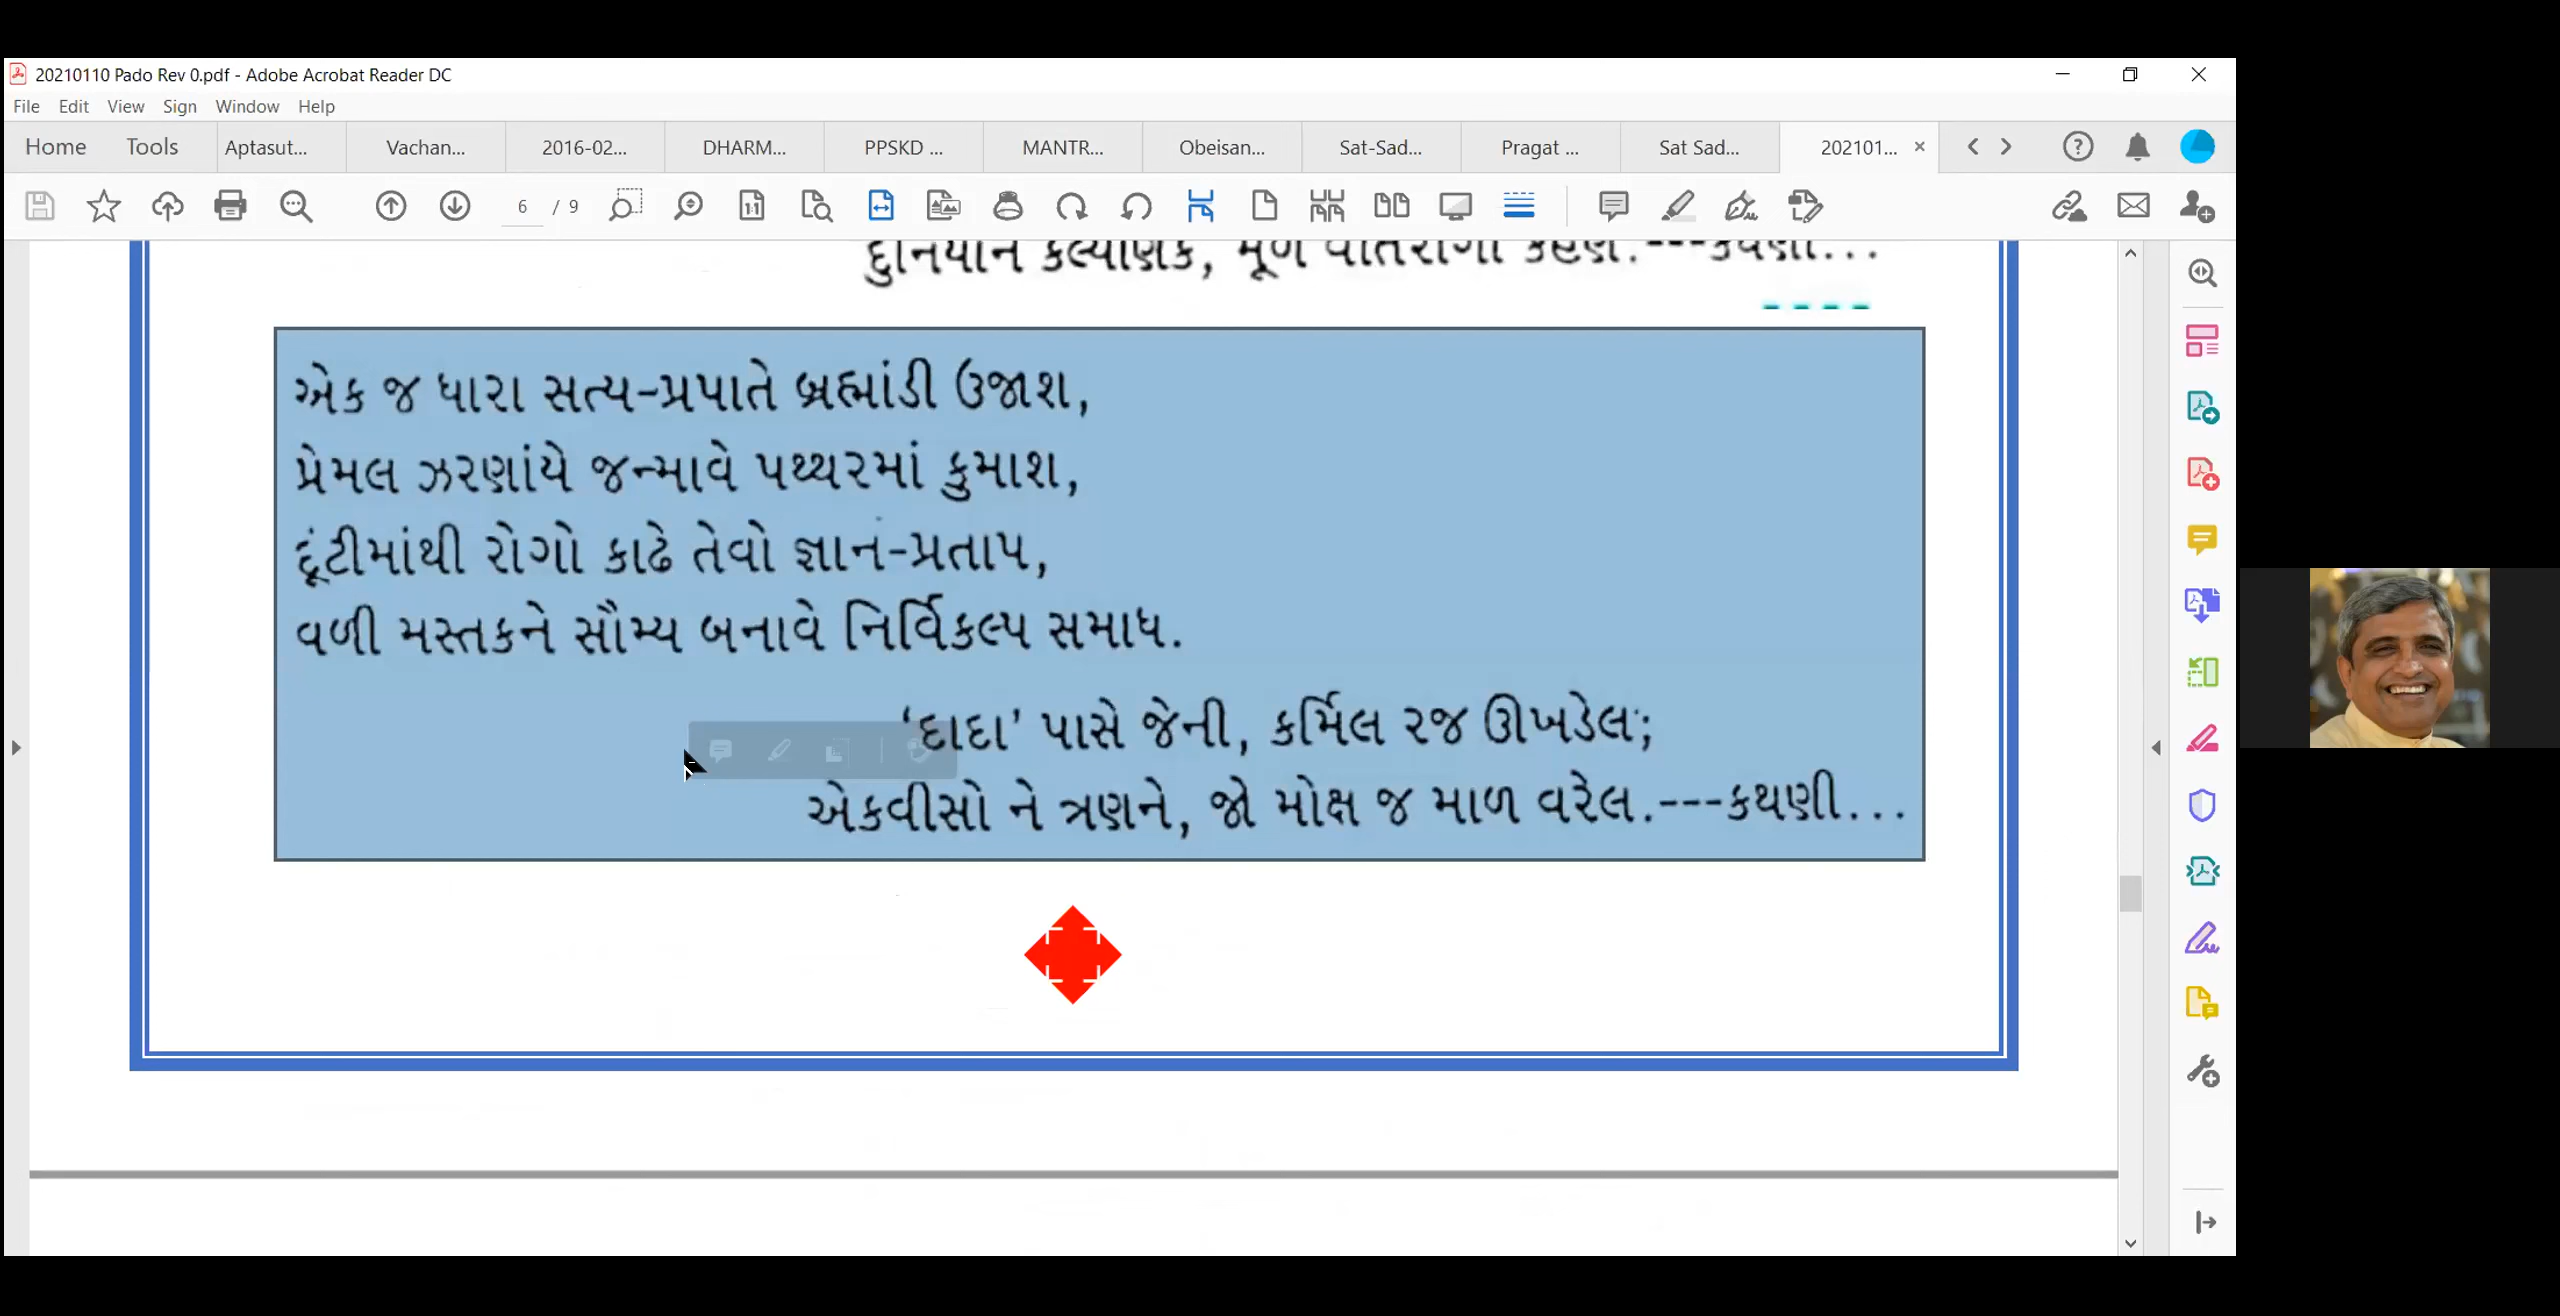 20210110 Pado Rev 0.pdf - Adobe Acrobat Reader DC
File Edit View Sign Window Help
Home Tools Aptasut... Vachan... 2016-02... DHARM... PPSKD ... MANTR... Obeisan... Sat-Sad... Pragat ... Sat Sad... 202101...
6 / 9
કથણી...
એક જ ધારા સત્ય-પ્રપાતે બ્રહ્માંડી ઉજાશ,
પ્રેમલ ઝરણાંયે જન્માવે પથ્થરમાં કુમાશ,
દૂંટીમાંથી રોગો કાઢે તેવો જ્ઞાન-પ્રતાપ,
વળી મસ્તકને સૌમ્ય બનાવે નિર્વિકલ્પ સમાધ.
‘દાદા’ પાસે જેની, કર્મિલ રજ ઊખડેલ;
એકવીસો ને ત્રણને, જો મોક્ષ જ માળ વરેલ.---કથણી...